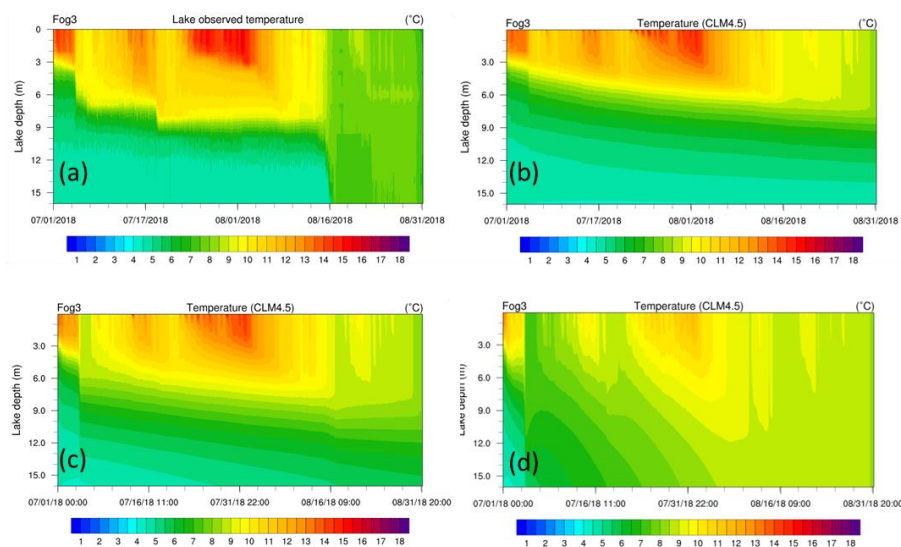 Fog3 Lake observed temperature (°C)
Lake depth (m)
0
3
6
9
12
15
(a)
07/01/2018 07/17/2018 08/01/2018 08/16/2018 08/31/2018
1 2 3 4 5 6 7 8 9 10 11 12 13 14 15 16 17 18
Fog3 Temperature (CLM4.5) (°C)
Lake depth (m)
3.0
6.0
9.0
12.0
15.0
(b)
07/01/2018 07/17/2018 08/01/2018 08/16/2018 08/31/2018
1 2 3 4 5 6 7 8 9 10 11 12 13 14 15 16 17 18
Fog3 Temperature (CLM4.5) (°C)
Lake depth (m)
3.0
6.0
9.0
12.0
15.0
(c)
07/01/18 00:00 07/16/18 11:00 07/31/18 22:00 08/16/18 09:00 08/31/18 20:00
1 2 3 4 5 6 7 8 9 10 11 12 13 14 15 16 17 18
Fog3 Temperature (CLM4.5) (°C)
Lake depth (m)
3.0
6.0
9.0
12.0
15.0
(d)
07/01/18 00:00 07/16/18 11:00 07/31/18 22:00 08/16/18 09:00 08/31/18 20:00
1 2 3 4 5 6 7 8 9 10 11 12 13 14 15 16 17 18